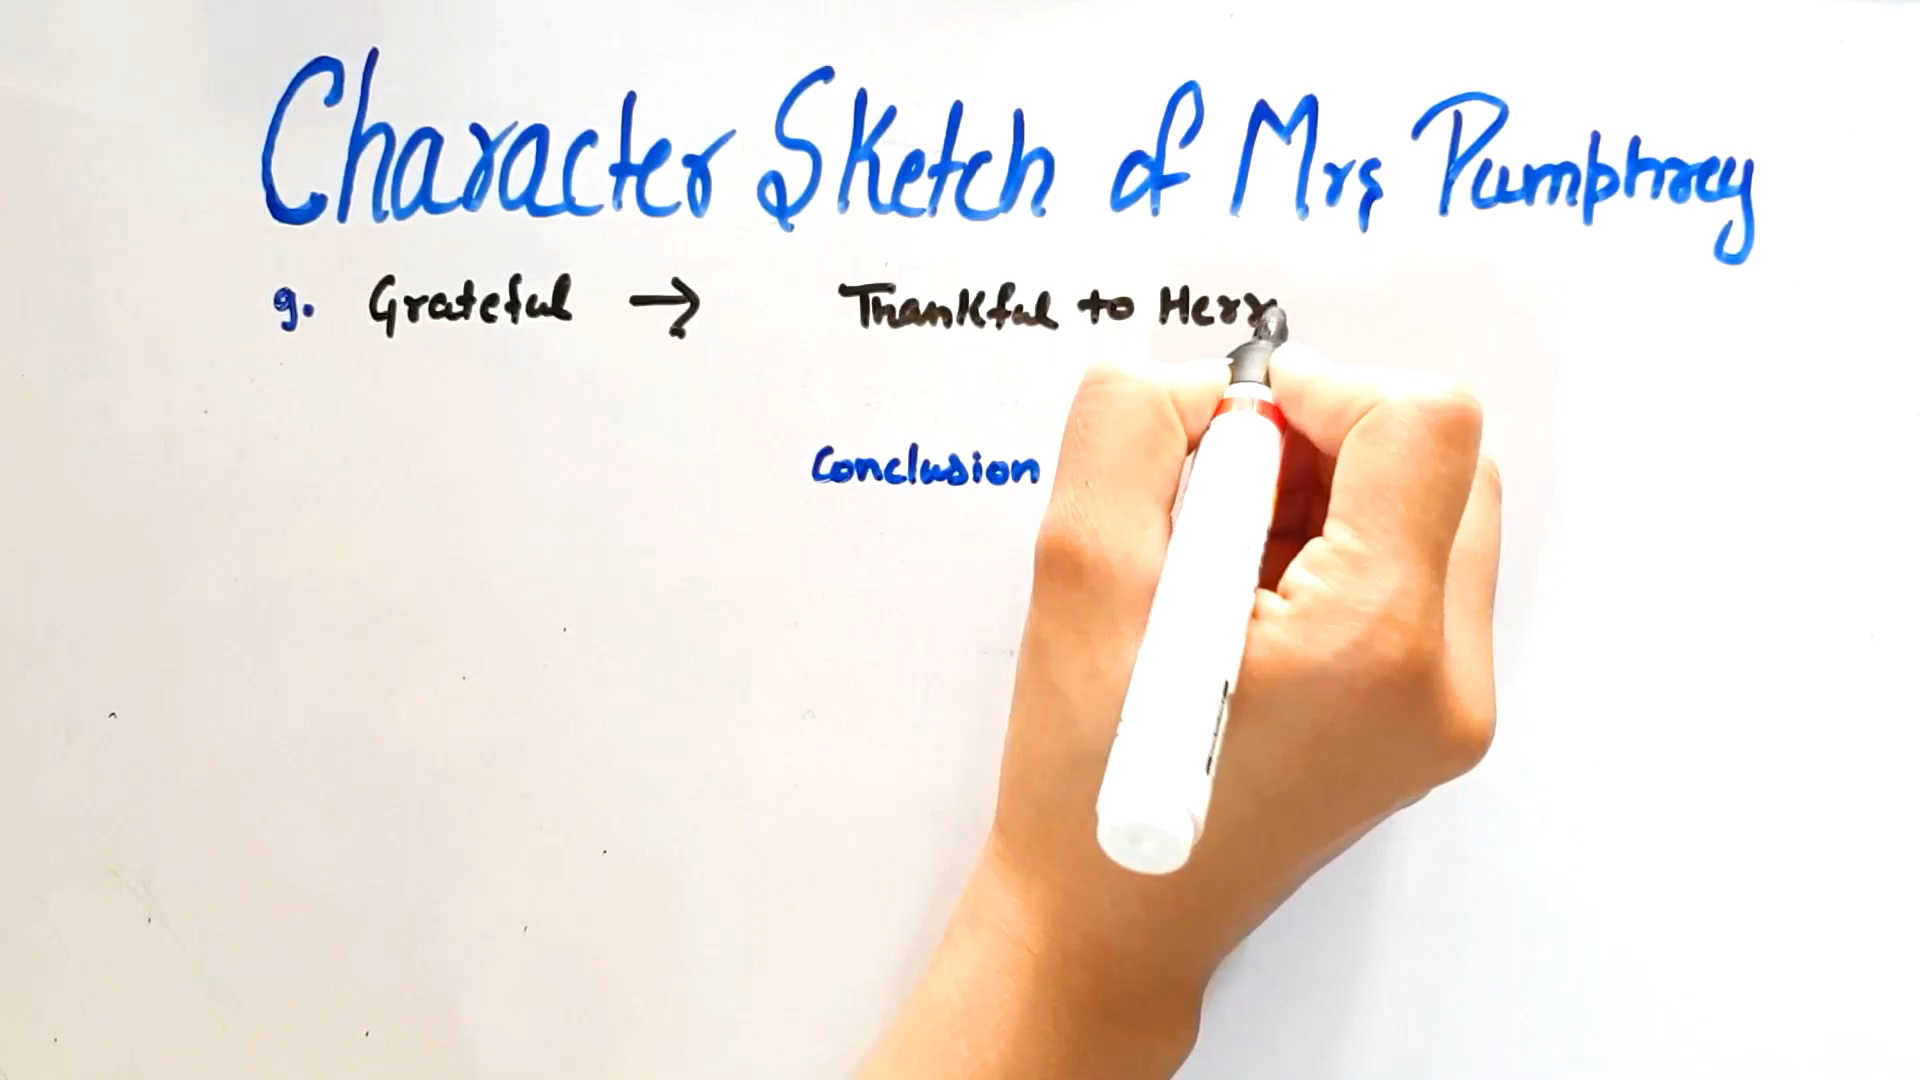 Character Sketch of Mrs Pumphrey
9. Grateful → Thankful to Herr
Conclusion